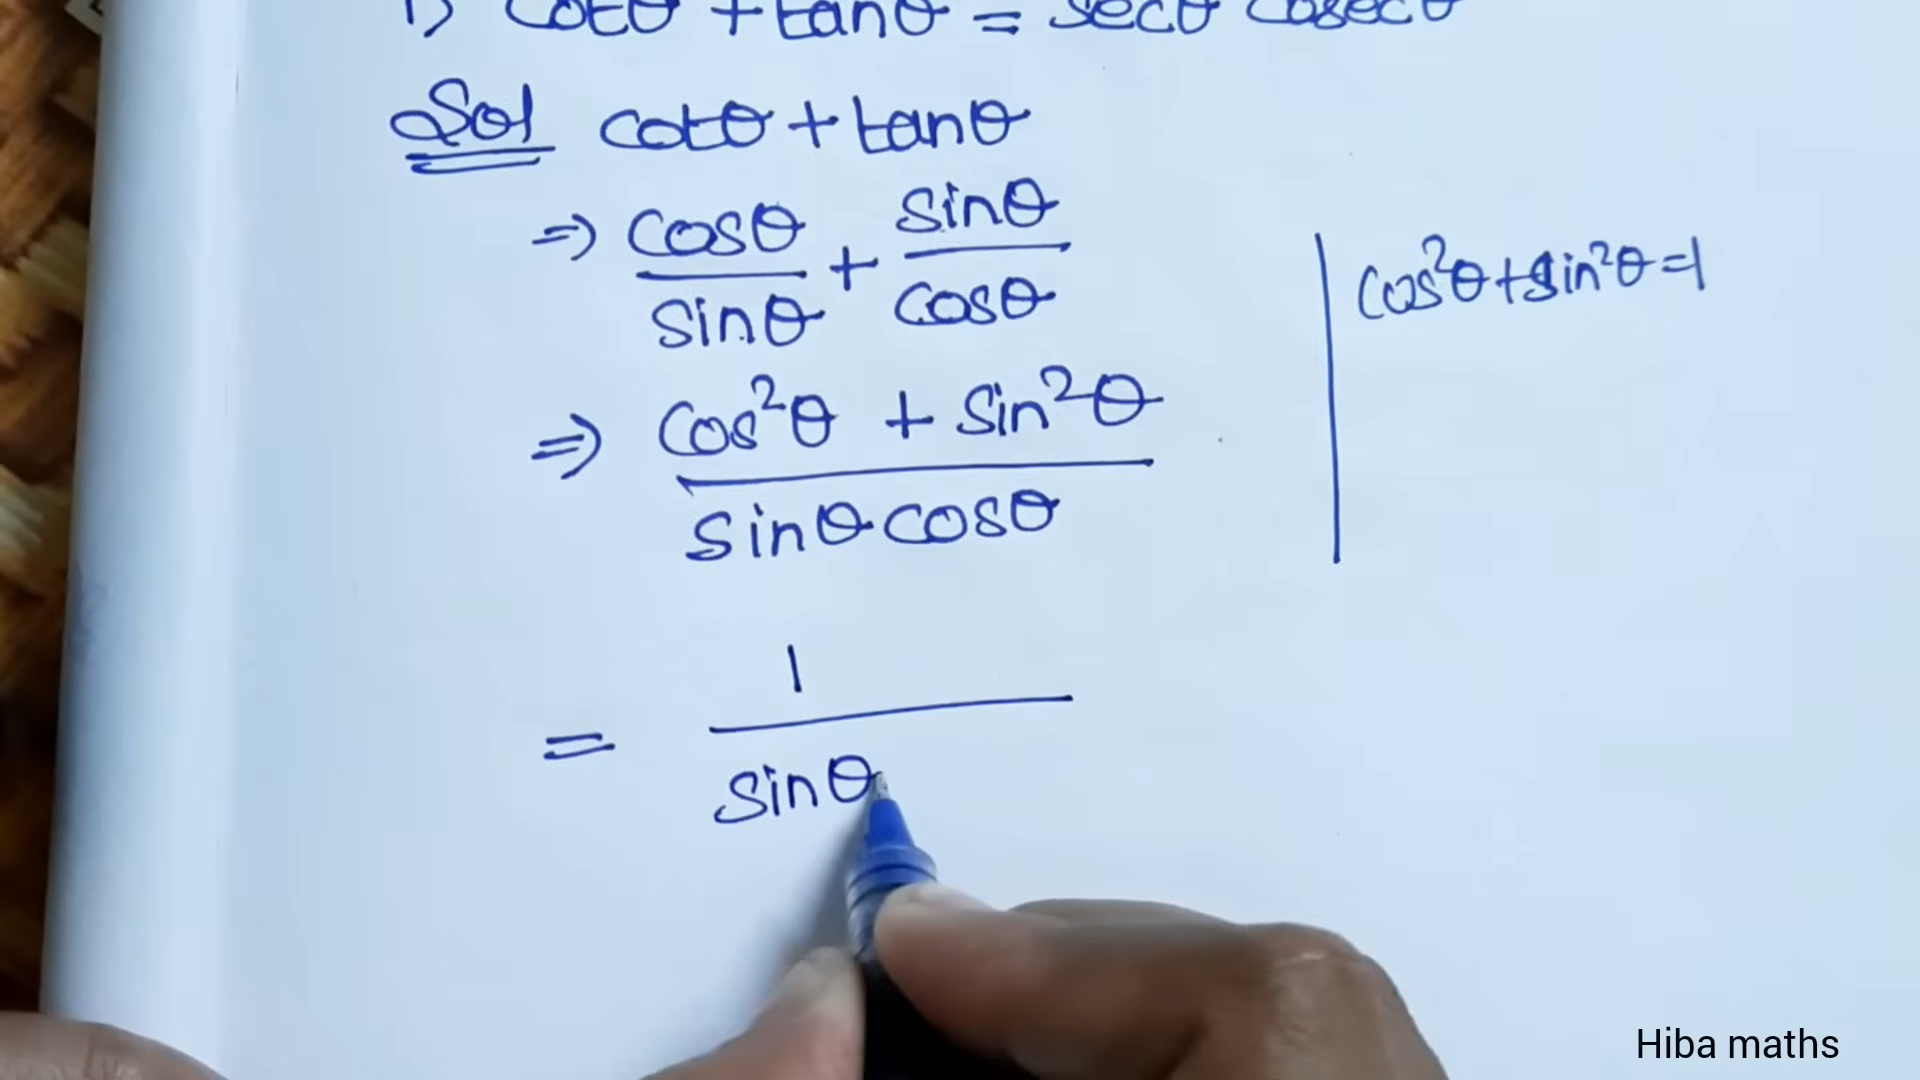 1) cotθ + tanθ = secθ cosecθ
Sol cotθ + tanθ
⇒ cosθ/sinθ + sinθ/cosθ
cos²θ + sin²θ = 1
⇒ cos²θ + sin²θ / sinθ cosθ
= 1 / sinθ
Hiba maths